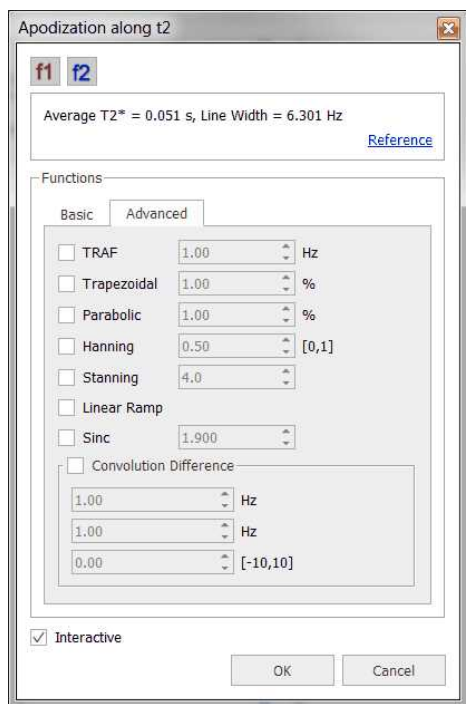 Apodization along t2
f1 f2
Average T2* = 0.051 s, Line Width = 6.301 Hz
Reference
Functions
Basic Advanced
TRAF 1.00 Hz
Trapezoidal 1.00 %
Parabolic 1.00 %
Hanning 0.50 [0,1]
Stanning 4.0
Linear Ramp
Sinc 1.900
Convolution Difference
1.00 Hz
1.00 Hz
0.00 [-10,10]
Interactive
OK Cancel